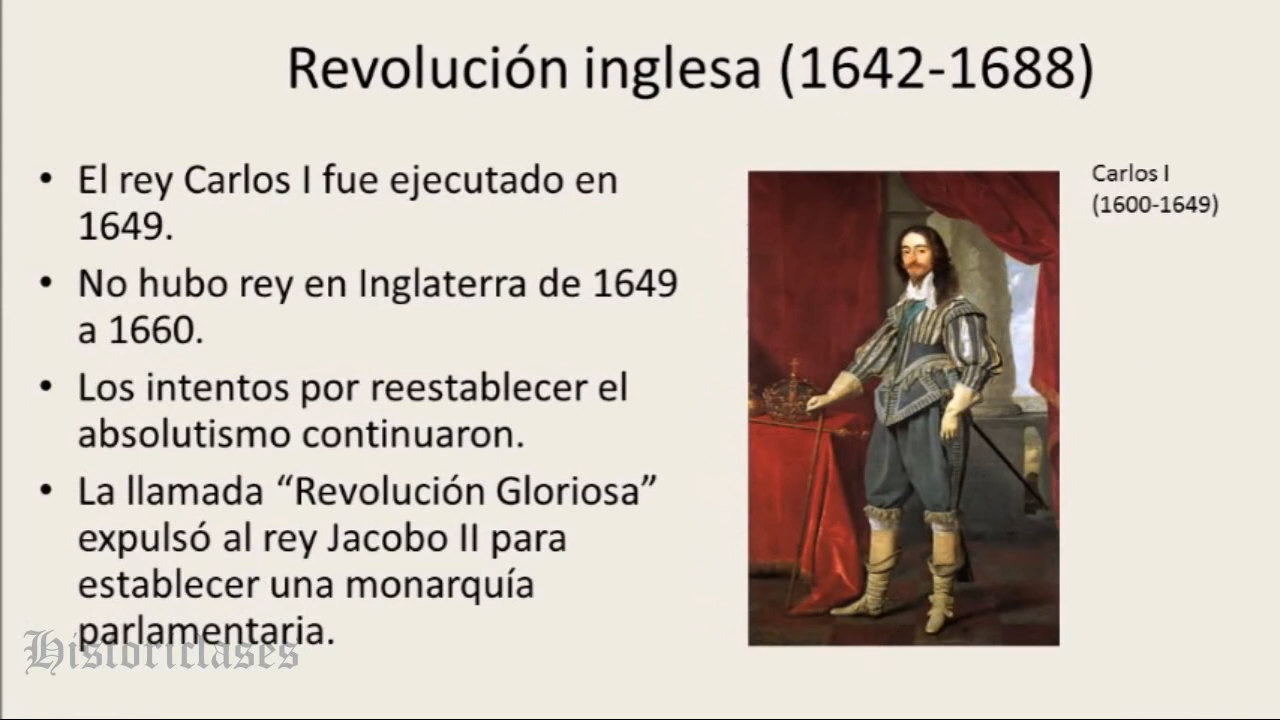 Revolución inglesa (1642-1688)
• El rey Carlos I fue ejecutado en
1649.
• No hubo rey en Inglaterra de 1649
a 1660.
• Los intentos por reestablecer el
absolutismo continuaron.
• La llamada “Revolución Gloriosa”
expulsó al rey Jacobo II para
establecer una monarquía
parlamentaria.
Carlos I
(1600-1649)
Historiclases